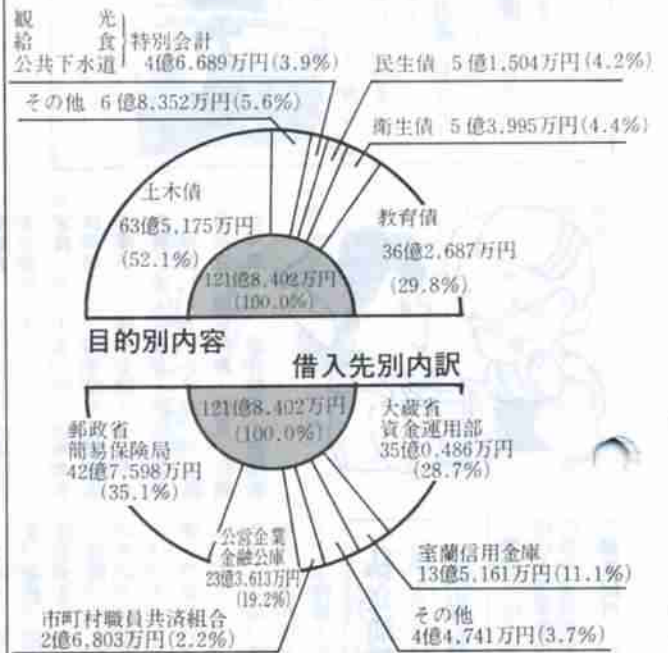 観光
給食 特別会計
公共下水道 4億6.689万円(3.9%)
民生債 5億1.504万円(4.2%)
その他 6億8.352万円(5.6%)
衛生債 5億3.995万円(4.4%)
土木債
63億5.175万円
(52.1%)
教育債
36億2.687万円
(29.8%)
121億8.402万円
(100.0%)
目的別内容
借入先別内訳
121億8.402万円
(100.0%)
郵政省
簡易保険局
42億7.598万円
(35.1%)
大蔵省
資金運用部
35億0.486万円
(28.7%)
公営企業
金融公庫
23億3.613万円
(19.2%)
室蘭信用金庫
13億5.161万円(11.1%)
市町村職員共済組合
2億6.803万円(2.2%)
その他
4億4.741万円(3.7%)